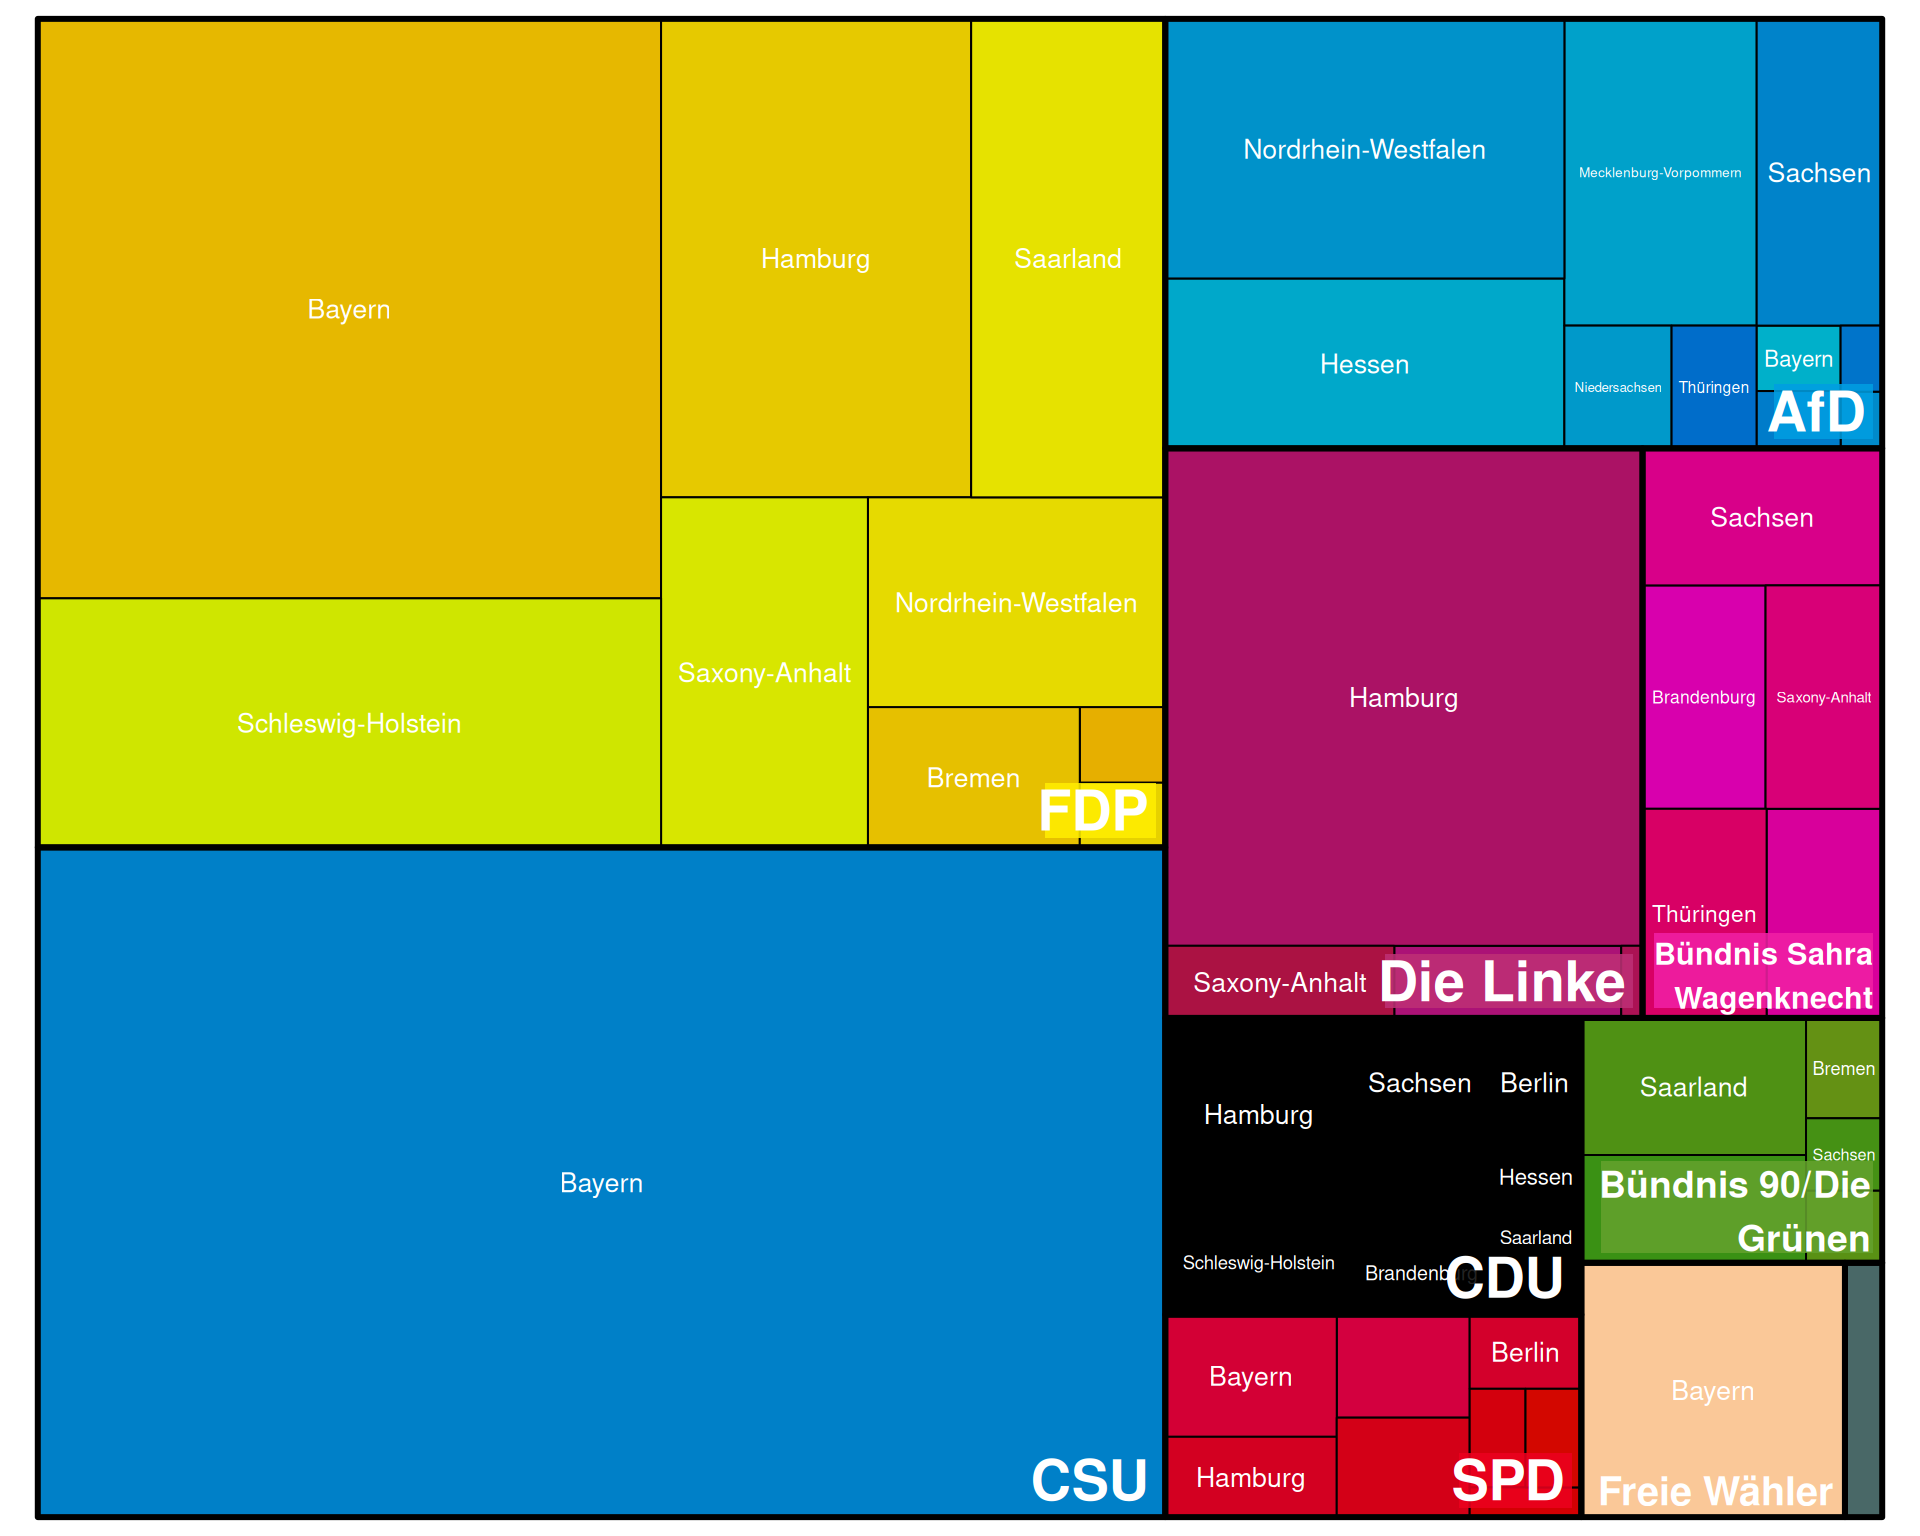 Bayern
Hamburg
Saarland
Schleswig-Holstein
Saxony-Anhalt
Nordrhein-Westfalen
Bremen
FDP
Bayern
CSU
Nordrhein-Westfalen
Mecklenburg-Vorpommern
Sachsen
Hessen
Niedersachsen
Thüringen
Bayern
AfD
Hamburg
Saxony-Anhalt
Die Linke
Sachsen
Brandenburg
Saxony-Anhalt
Thüringen
Bündnis Sahra
Wagenknecht
Hamburg
Sachsen
Berlin
Hessen
Saarland
Schleswig-Holstein
Brandenburg
CDU
Saarland
Bremen
Sachsen
Bündnis 90/Die
Grünen
Bayern
Berlin
Hamburg
SPD
Bayern
Freie Wähler